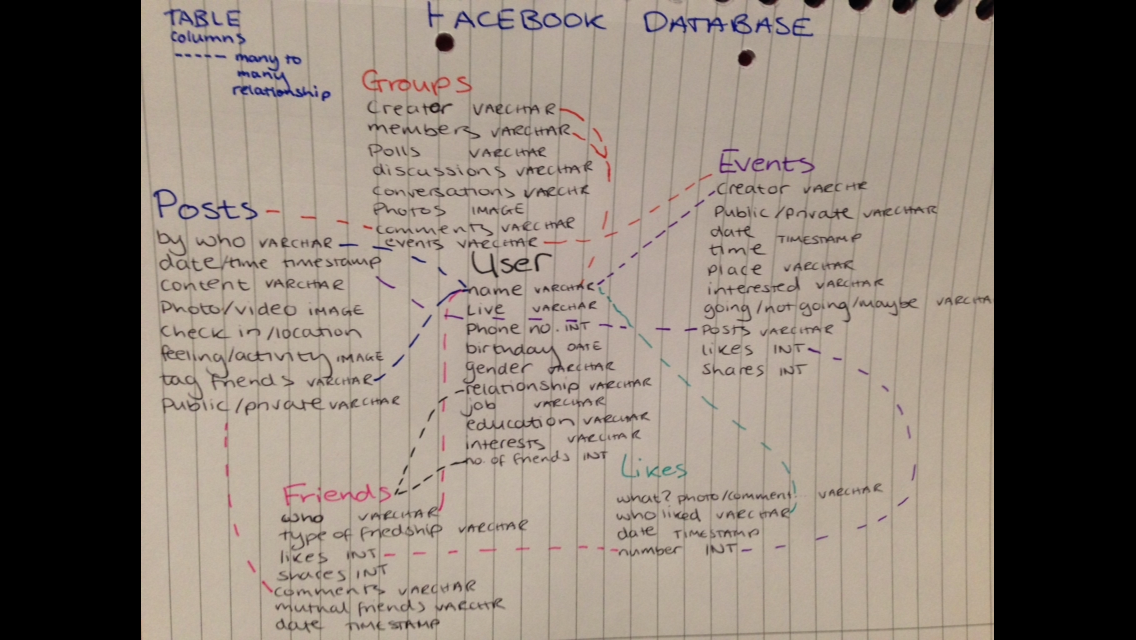 TABLE
columns
----- many to
many
relationship
FACEBOOK DATABASE
Groups
Creator VARCHAR
members VARCHAR
Polls VARCHAR
discussions VARCHAR
conversations VARCHR
Photos IMAGE
comments VARCHAR
events VARCHAR
Posts
by who VARCHAR
date/time timestamp
content VARCHAR
Photo/video IMAGE
Check in/location
feeling/activity IMAGE
tag friends VARCHAR
Public/private VARCHAR
User
name VARCHAR
Live VARCHAR
Phone no. INT
birthday DATE
gender VARCHAR
relationship VARCHAR
job VARCHAR
education VARCHAR
interests VARCHAR
no. of friends INT
Events
Creator VARCHR
Public/private VARCHAR
date
time TIMESTAMP
place VARCHAR
interested VARCHAR
going/not going/maybe VARCHA
Posts VARCHAR
likes INT
Shares INT
Friends
who VARCHAR
type of friedship VARCHAR
likes INT
shares INT
comments VARCHAR
mutual friends VARCHR
date TIMESTAMP
Likes
what? photo/comment VARCHAR
who liked VARCHAR
date TIMESTAMP
number INT